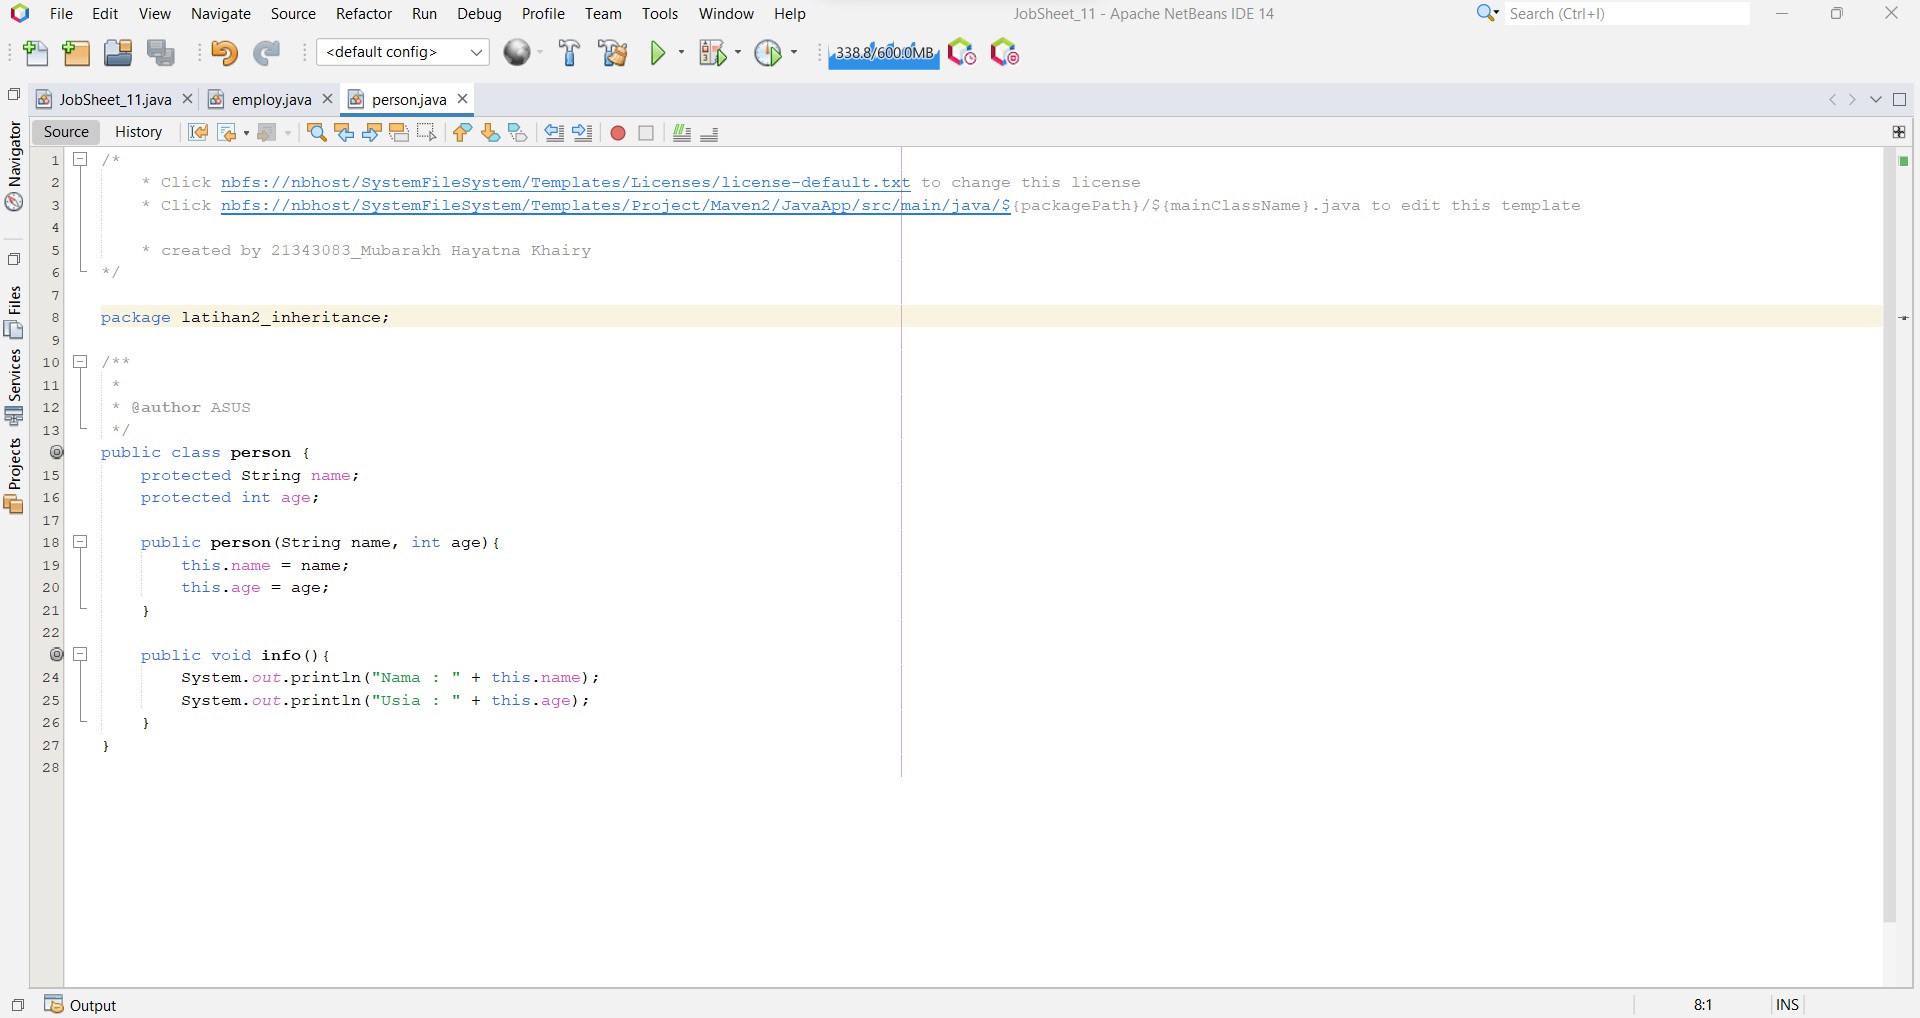 File Edit View Navigate Source Refactor Run Debug Profile Team Tools Window Help JobSheet_11 - Apache NetBeans IDE 14 Search (Ctrl+I)
<default config> 338.8/600.0MB
JobSheet_11.java employ.java person.java
Source History
Navigator
Files
Services
Projects
1 /*
2 * Click nbfs://nbhost/SystemFileSystem/Templates/Licenses/license-default.txt to change this license
3 * Click nbfs://nbhost/SystemFileSystem/Templates/Project/Maven2/JavaApp/src/main/java/${packagePath}/${mainClassName}.java to edit this template
4
5 * created by 21343083_Mubarakh Hayatna Khairy
6 */
7
8 package latihan2_inheritance;
9
10 /**
11 *
12 * @author ASUS
13 */
public class person {
15 protected String name;
16 protected int age;
17
18 public person(String name, int age){
19 this.name = name;
20 this.age = age;
21 }
22
public void info(){
24 System.out.println("Nama : " + this.name);
25 System.out.println("Usia : " + this.age);
26 }
27 }
28
Output 8:1 INS